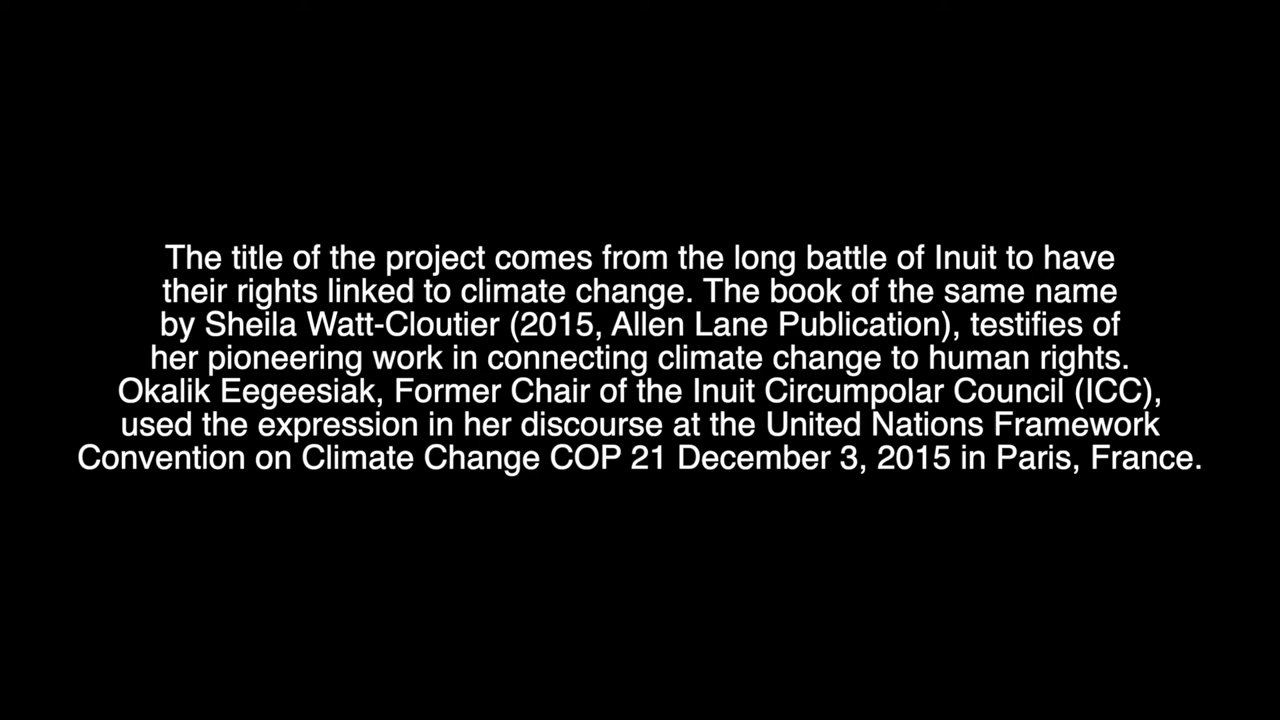 The title of the project comes from the long battle of Inuit to have
their rights linked to climate change. The book of the same name
by Sheila Watt-Cloutier (2015, Allen Lane Publication), testifies of
her pioneering work in connecting climate change to human rights.
Okalik Eegeesiak, Former Chair of the Inuit Circumpolar Council (ICC),
used the expression in her discourse at the United Nations Framework
Convention on Climate Change COP 21 December 3, 2015 in Paris, France.